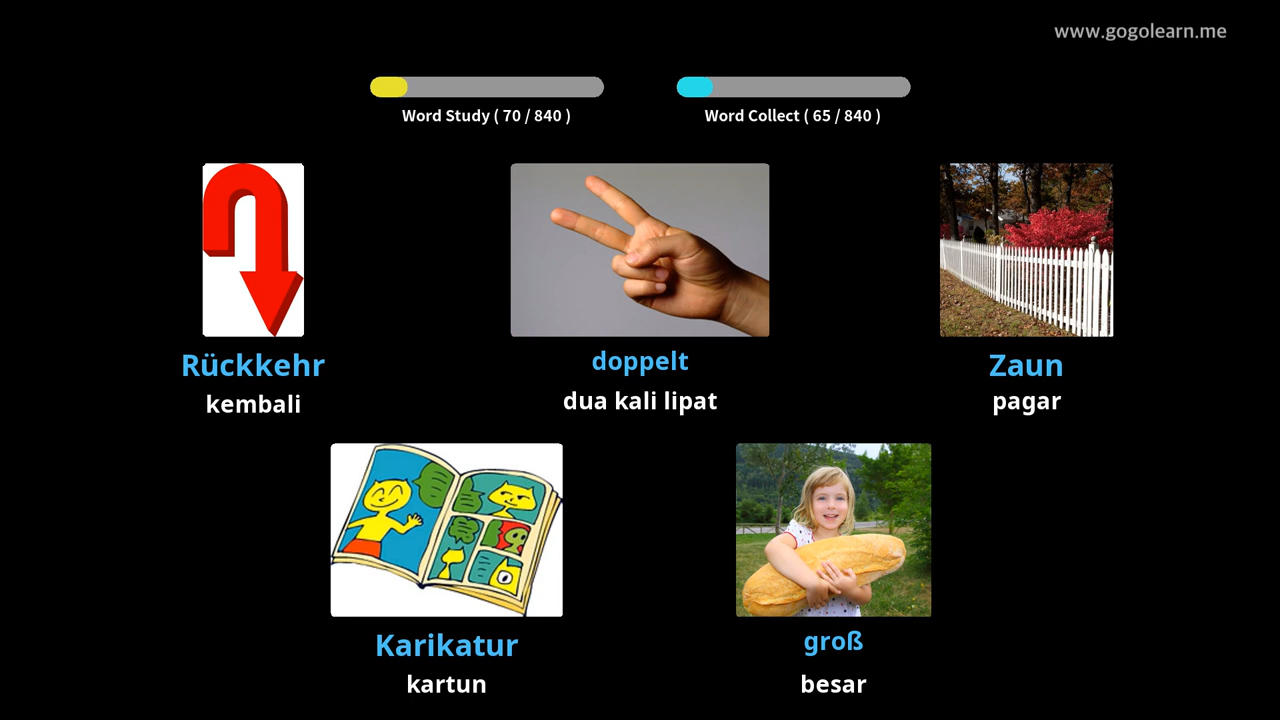 www.gogolearn.me
Word Study ( 70 / 840 )
Word Collect ( 65 / 840 )
Rückkehr
kembali
doppelt
dua kali lipat
Zaun
pagar
Karikatur
kartun
groß
besar